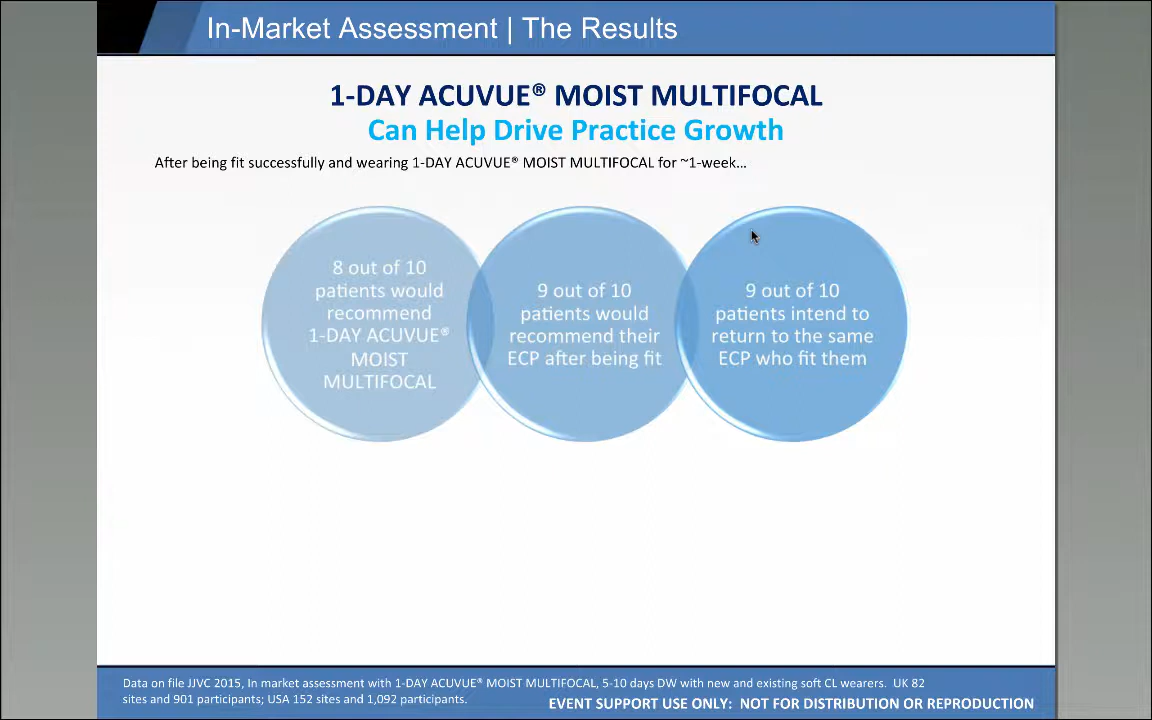 In-Market Assessment | The Results
1-DAY ACUVUE® MOIST MULTIFOCAL
Can Help Drive Practice Growth
After being fit successfully and wearing 1-DAY ACUVUE® MOIST MULTIFOCAL for ~1-week...
8 out of 10
patients would
recommend
1-DAY ACUVUE®
MOIST
MULTIFOCAL
9 out of 10
patients would
recommend their
ECP after being fit
9 out of 10
patients intend to
return to the same
ECP who fit them
Data on file JJVC 2015, In market assessment with 1-DAY ACUVUE® MOIST MULTIFOCAL, 5-10 days DW with new and existing soft CL wearers. UK 82
sites and 901 participants; USA 152 sites and 1,092 participants.
EVENT SUPPORT USE ONLY: NOT FOR DISTRIBUTION OR REPRODUCTION